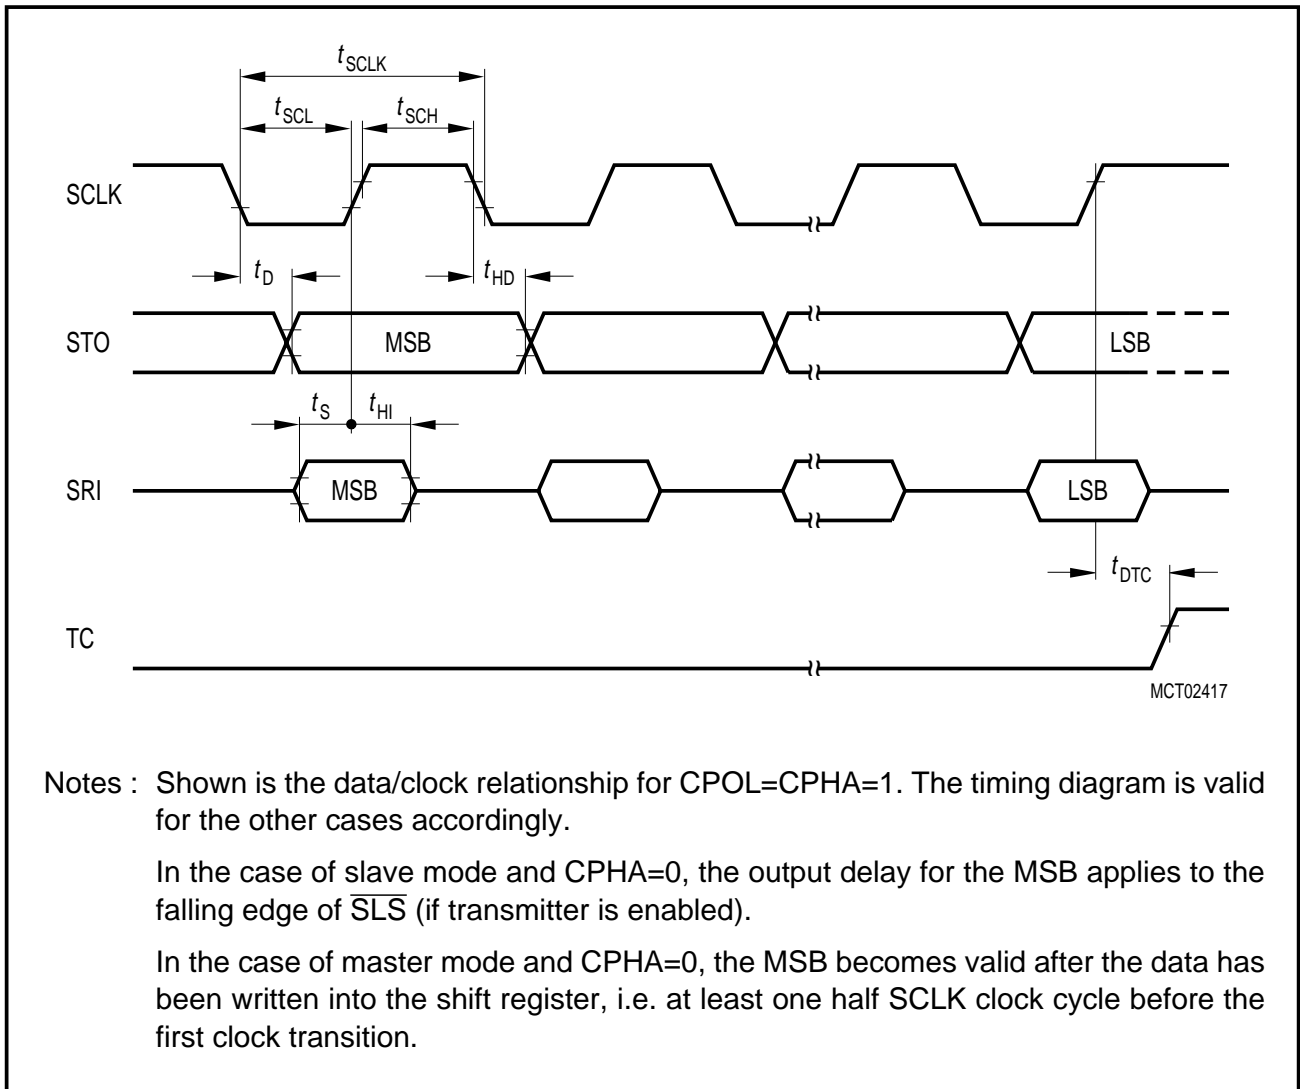 tSCLK
tSCL
tSCH
SCLK
tD
tHD
STO
MSB
LSB
tS
tHI
SRI
MSB
LSB
tDTC
TC
MCT02417
Notes : Shown is the data/clock relationship for CPOL=CPHA=1. The timing diagram is valid
for the other cases accordingly.
In the case of slave mode and CPHA=0, the output delay for the MSB applies to the
falling edge of S̅L̅S̅ (if transmitter is enabled).
In the case of master mode and CPHA=0, the MSB becomes valid after the data has
been written into the shift register, i.e. at least one half SCLK clock cycle before the
first clock transition.